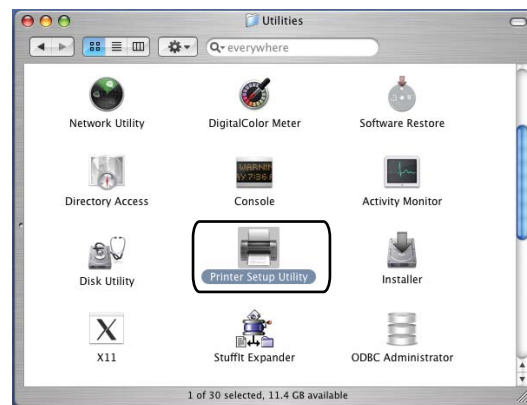 Utilities
everywhere
Network Utility
DigitalColor Meter
Software Restore
Directory Access
Console
Activity Monitor
Disk Utility
Printer Setup Utility
Installer
X11
StuffIt Expander
ODBC Administrator
1 of 30 selected, 11.4 GB available